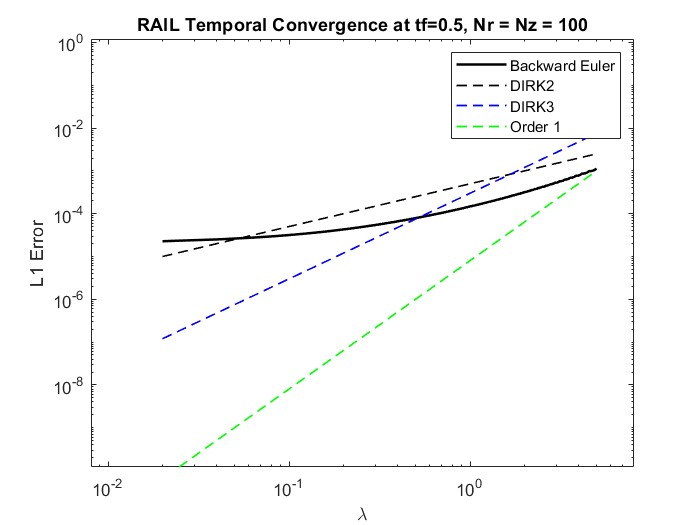 RAIL Temporal Convergence at tf=0.5, Nr = Nz = 100
Backward Euler
DIRK2
DIRK3
Order 1
10^0
10^-2
10^-4
10^-6
10^-8
L1 Error
10^-2
10^-1
10^0
λ